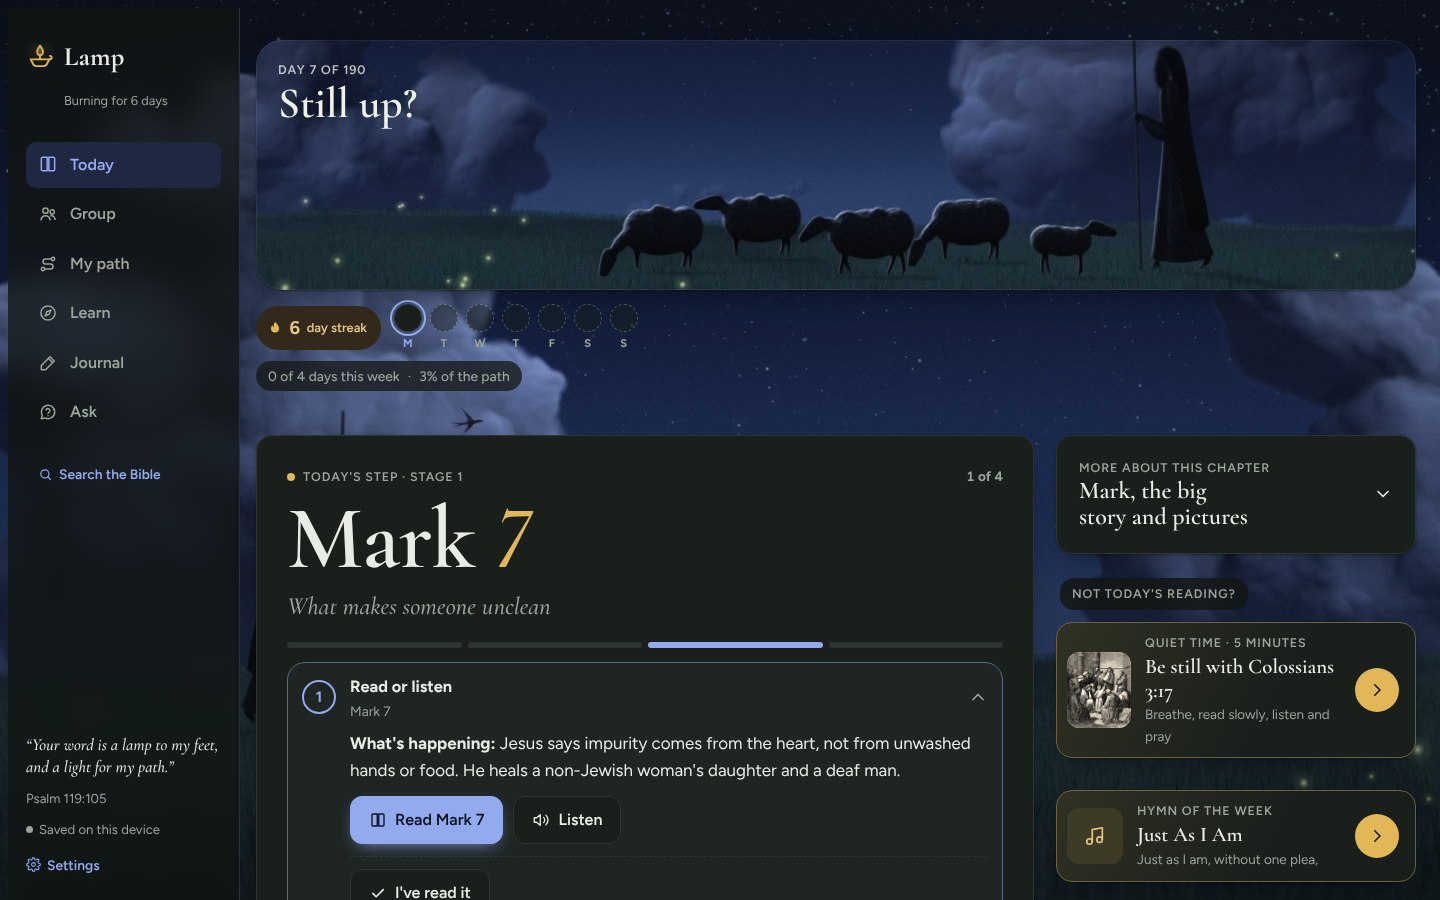 Lamp
Burning for 6 days
Today
Group
My path
Learn
Journal
Ask
Search the Bible
“Your word is a lamp to my feet,
and a light for my path.”
Psalm 119:105
Saved on this device
Settings
DAY 7 OF 190
Still up?
6 day streak
M T W T F S S
0 of 4 days this week · 3% of the path
TODAY'S STEP · STAGE 1
1 of 4
Mark 7
What makes someone unclean
1
Read or listen
Mark 7
What's happening: Jesus says impurity comes from the heart, not from unwashed
hands or food. He heals a non-Jewish woman's daughter and a deaf man.
Read Mark 7
Listen
I've read it
MORE ABOUT THIS CHAPTER
Mark, the big
story and pictures
NOT TODAY'S READING?
QUIET TIME · 5 MINUTES
Be still with Colossians
3:17
Breathe, read slowly, listen and
pray
HYMN OF THE WEEK
Just As I Am
Just as I am, without one plea,